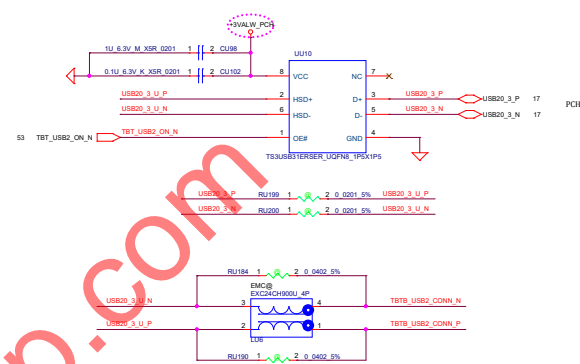 +3VALW_PCH
1U_6.3V_M_X5R_0201 1 2 CU98
UU10
0.1U_6.3V_K_X5R_0201 1 2 CU102 8 VCC NC 7
USB20_3_U_P 2 HSD+ D+ 3 USB20_3_P USB20_3_P 17 PCH
USB20_3_U_N 6 HSD- D- 5 USB20_3_N USB20_3_N 17
53 TBT_USB2_ON_N TBT_USB2_ON_N 1 OE# GND 4
TS3USB31ERSER_UQFN8_1P5X1P5
USB20_3_P RU199 1 2 0_0201_5% USB20_3_U_P
USB20_3_N RU200 1 2 0_0201_5% USB20_3_U_N
RU184 1 2 0_0402_5%
EMC@
EXC24CH900U_4P
USB20_3_U_N 3 4 TBTB_USB2_CONN_N
USB20_3_U_P 2 1 TBTB_USB2_CONN_P
LU6
RU190 1 2 0_0402_5%
p.com